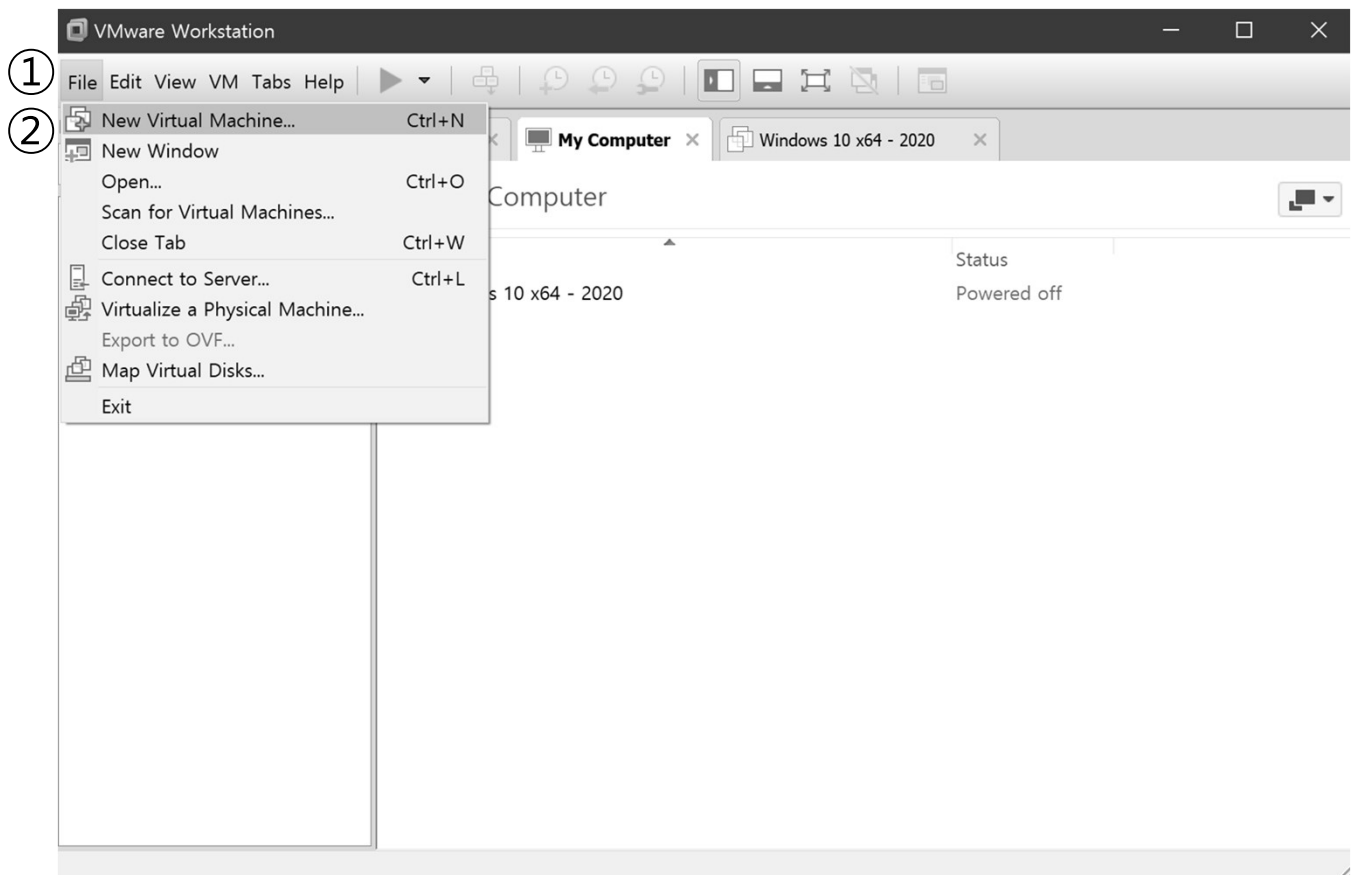 VMware Workstation
① File Edit View VM Tabs Help
② New Virtual Machine... Ctrl+N
My Computer
Windows 10 x64 - 2020
New Window
Open... Ctrl+O
Computer
Scan for Virtual Machines...
Close Tab Ctrl+W
Status
Connect to Server... Ctrl+L
s 10 x64 - 2020 Powered off
Virtualize a Physical Machine...
Export to OVF...
Map Virtual Disks...
Exit